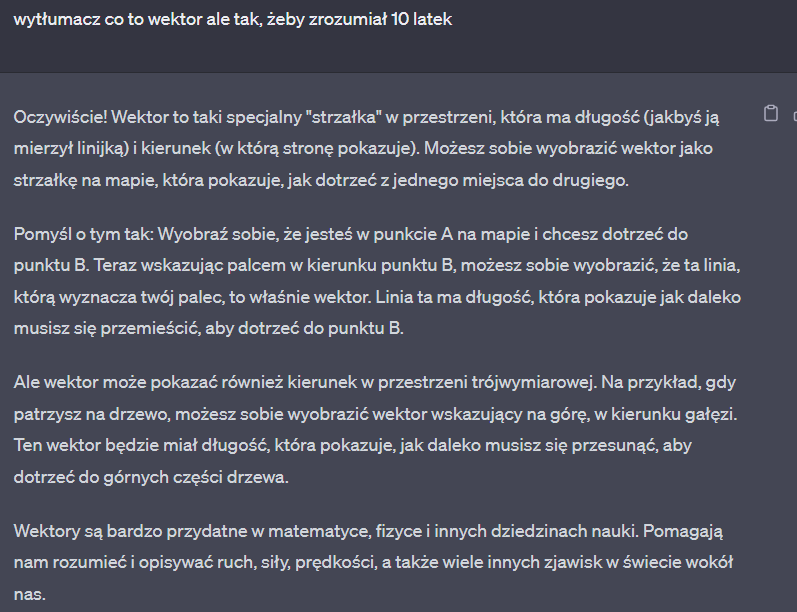 wytłumacz co to wektor ale tak, żeby zrozumiał 10 latek
Oczywiście! Wektor to taki specjalny "strzałka" w przestrzeni, która ma długość (jakbyś ją
mierzył linijką) i kierunek (w którą stronę pokazuje). Możesz sobie wyobrazić wektor jako
strzałkę na mapie, która pokazuje, jak dotrzeć z jednego miejsca do drugiego.
Pomyśl o tym tak: Wyobraź sobie, że jesteś w punkcie A na mapie i chcesz dotrzeć do
punktu B. Teraz wskazując palcem w kierunku punktu B, możesz sobie wyobrazić, że ta linia,
którą wyznacza twój palec, to właśnie wektor. Linia ta ma długość, która pokazuje jak daleko
musisz się przemieścić, aby dotrzeć do punktu B.
Ale wektor może pokazać również kierunek w przestrzeni trójwymiarowej. Na przykład, gdy
patrzysz na drzewo, możesz sobie wyobrazić wektor wskazujący na górę, w kierunku gałęzi.
Ten wektor będzie miał długość, która pokazuje, jak daleko musisz się przesunąć, aby
dotrzeć do górnych części drzewa.
Wektory są bardzo przydatne w matematyce, fizyce i innych dziedzinach nauki. Pomagają
nam rozumieć i opisywać ruch, siły, prędkości, a także wiele innych zjawisk w świecie wokół
nas.